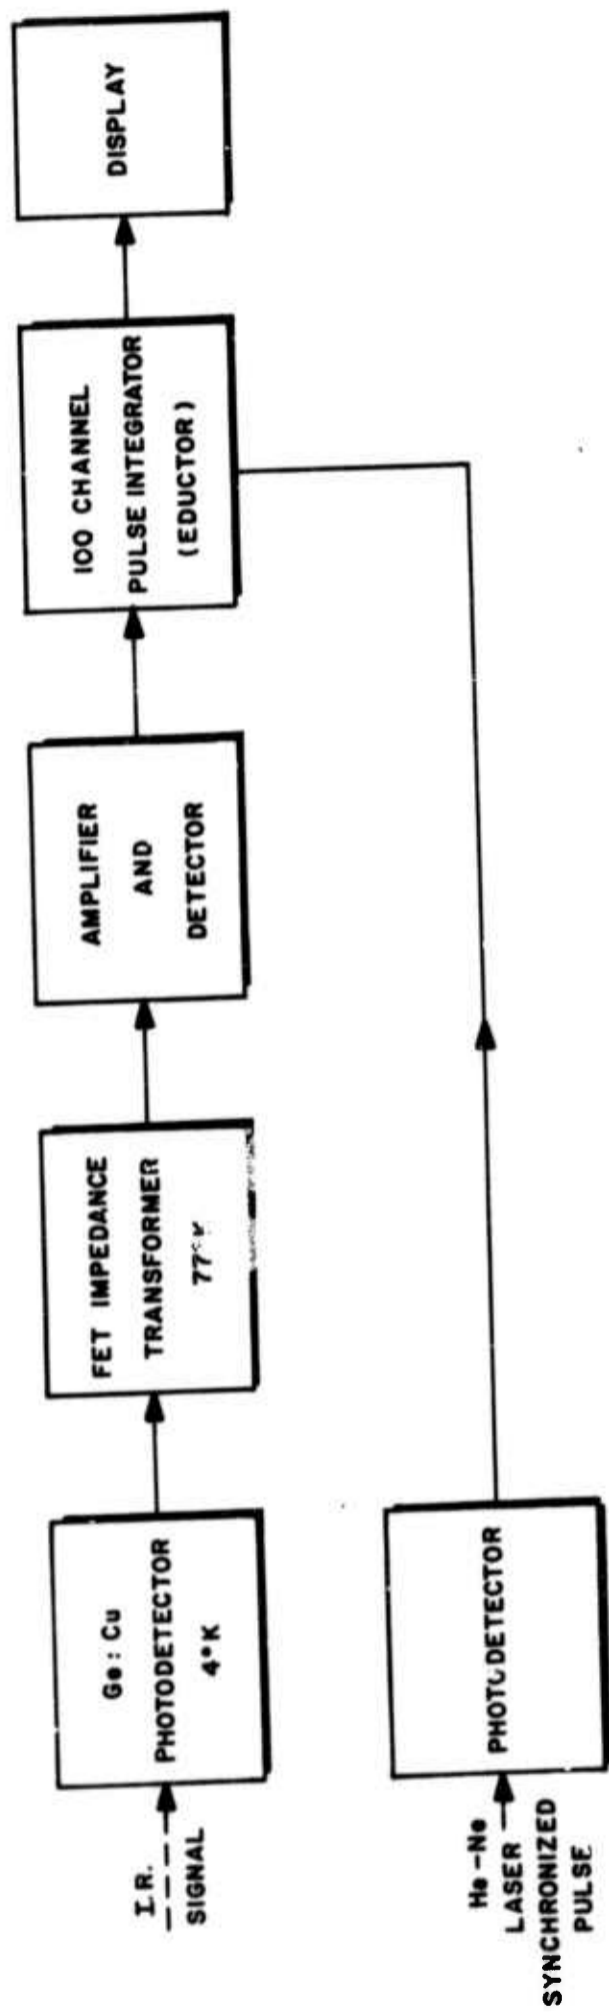 I.R.
SIGNAL
Ge: Cu
PHOTODETECTOR
4°K
FET IMPEDANCE
TRANSFORMER
77°K
AMPLIFIER
AND
DETECTOR
100 CHANNEL
PULSE INTEGRATOR
(EDUCTOR)
DISPLAY
He-Ne
LASER
SYNCHRONIZED
PULSE
PHOTODETECTOR